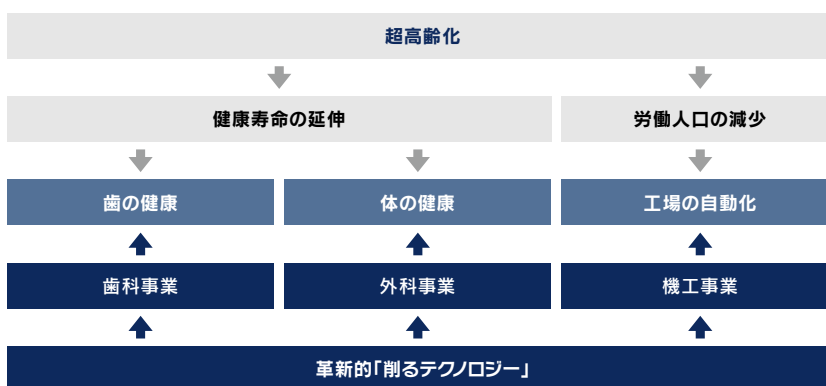 超高齢化
健康寿命の延伸
労働人口の減少
歯の健康
体の健康
工場の自動化
歯科事業
外科事業
機工事業
革新的「削るテクノロジー」